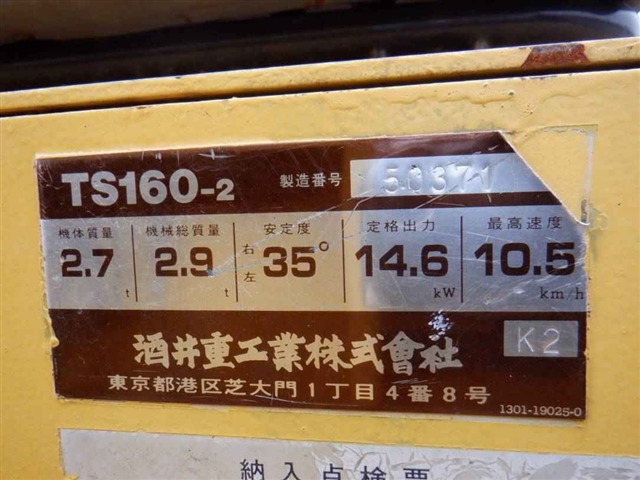 TS160-2 製造番号 50371
機体質量 機械総質量 安定度 定格出力 最高速度
2.7 t 2.9 t 右 左 35° 14.6 kW 10.5 km/h
酒井重工業株式會社 K2
東京都港区芝大門1丁目4番8号
1301-19025-0
納入点検票